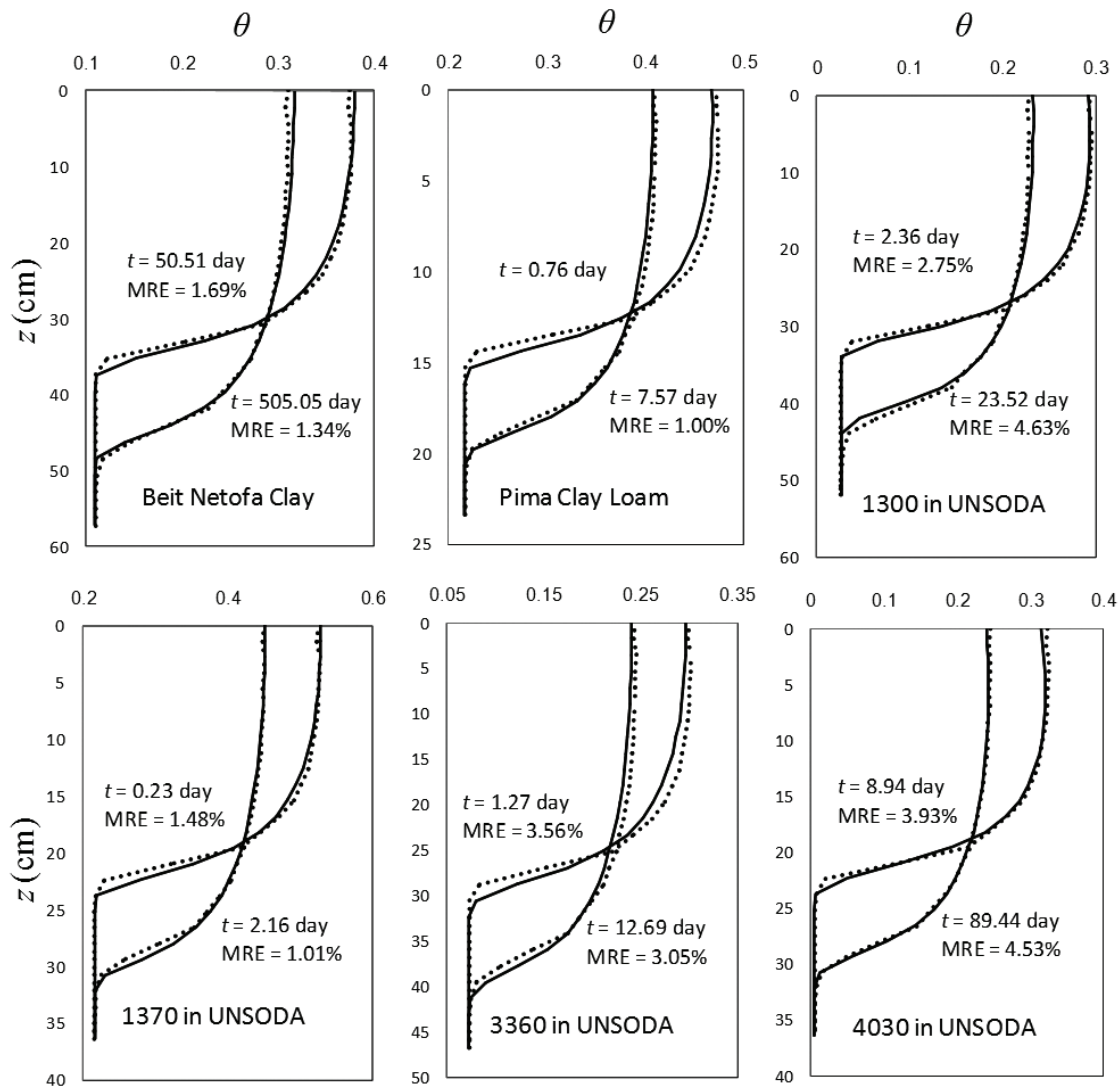 θ
0.1 0.2 0.3 0.4
0
10
20
30
40
50
60
z (cm)
t = 50.51 day
MRE = 1.69%
t = 505.05 day
MRE = 1.34%
Beit Netofa Clay
θ
0.2 0.3 0.4 0.5
0
5
10
15
20
25
t = 0.76 day
t = 7.57 day
MRE = 1.00%
Pima Clay Loam
θ
0 0.1 0.2 0.3
0
10
20
30
40
50
60
t = 2.36 day
MRE = 2.75%
t = 23.52 day
MRE = 4.63%
1300 in UNSODA
0.2 0.4 0.6
0
5
10
15
20
25
30
35
40
z (cm)
t = 0.23 day
MRE = 1.48%
t = 2.16 day
MRE = 1.01%
1370 in UNSODA
0.05 0.15 0.25 0.35
0
5
10
15
20
25
30
35
40
45
50
t = 1.27 day
MRE = 3.56%
t = 12.69 day
MRE = 3.05%
3360 in UNSODA
0 0.1 0.2 0.3 0.4
0
5
10
15
20
25
30
35
40
t = 8.94 day
MRE = 3.93%
t = 89.44 day
MRE = 4.53%
4030 in UNSODA